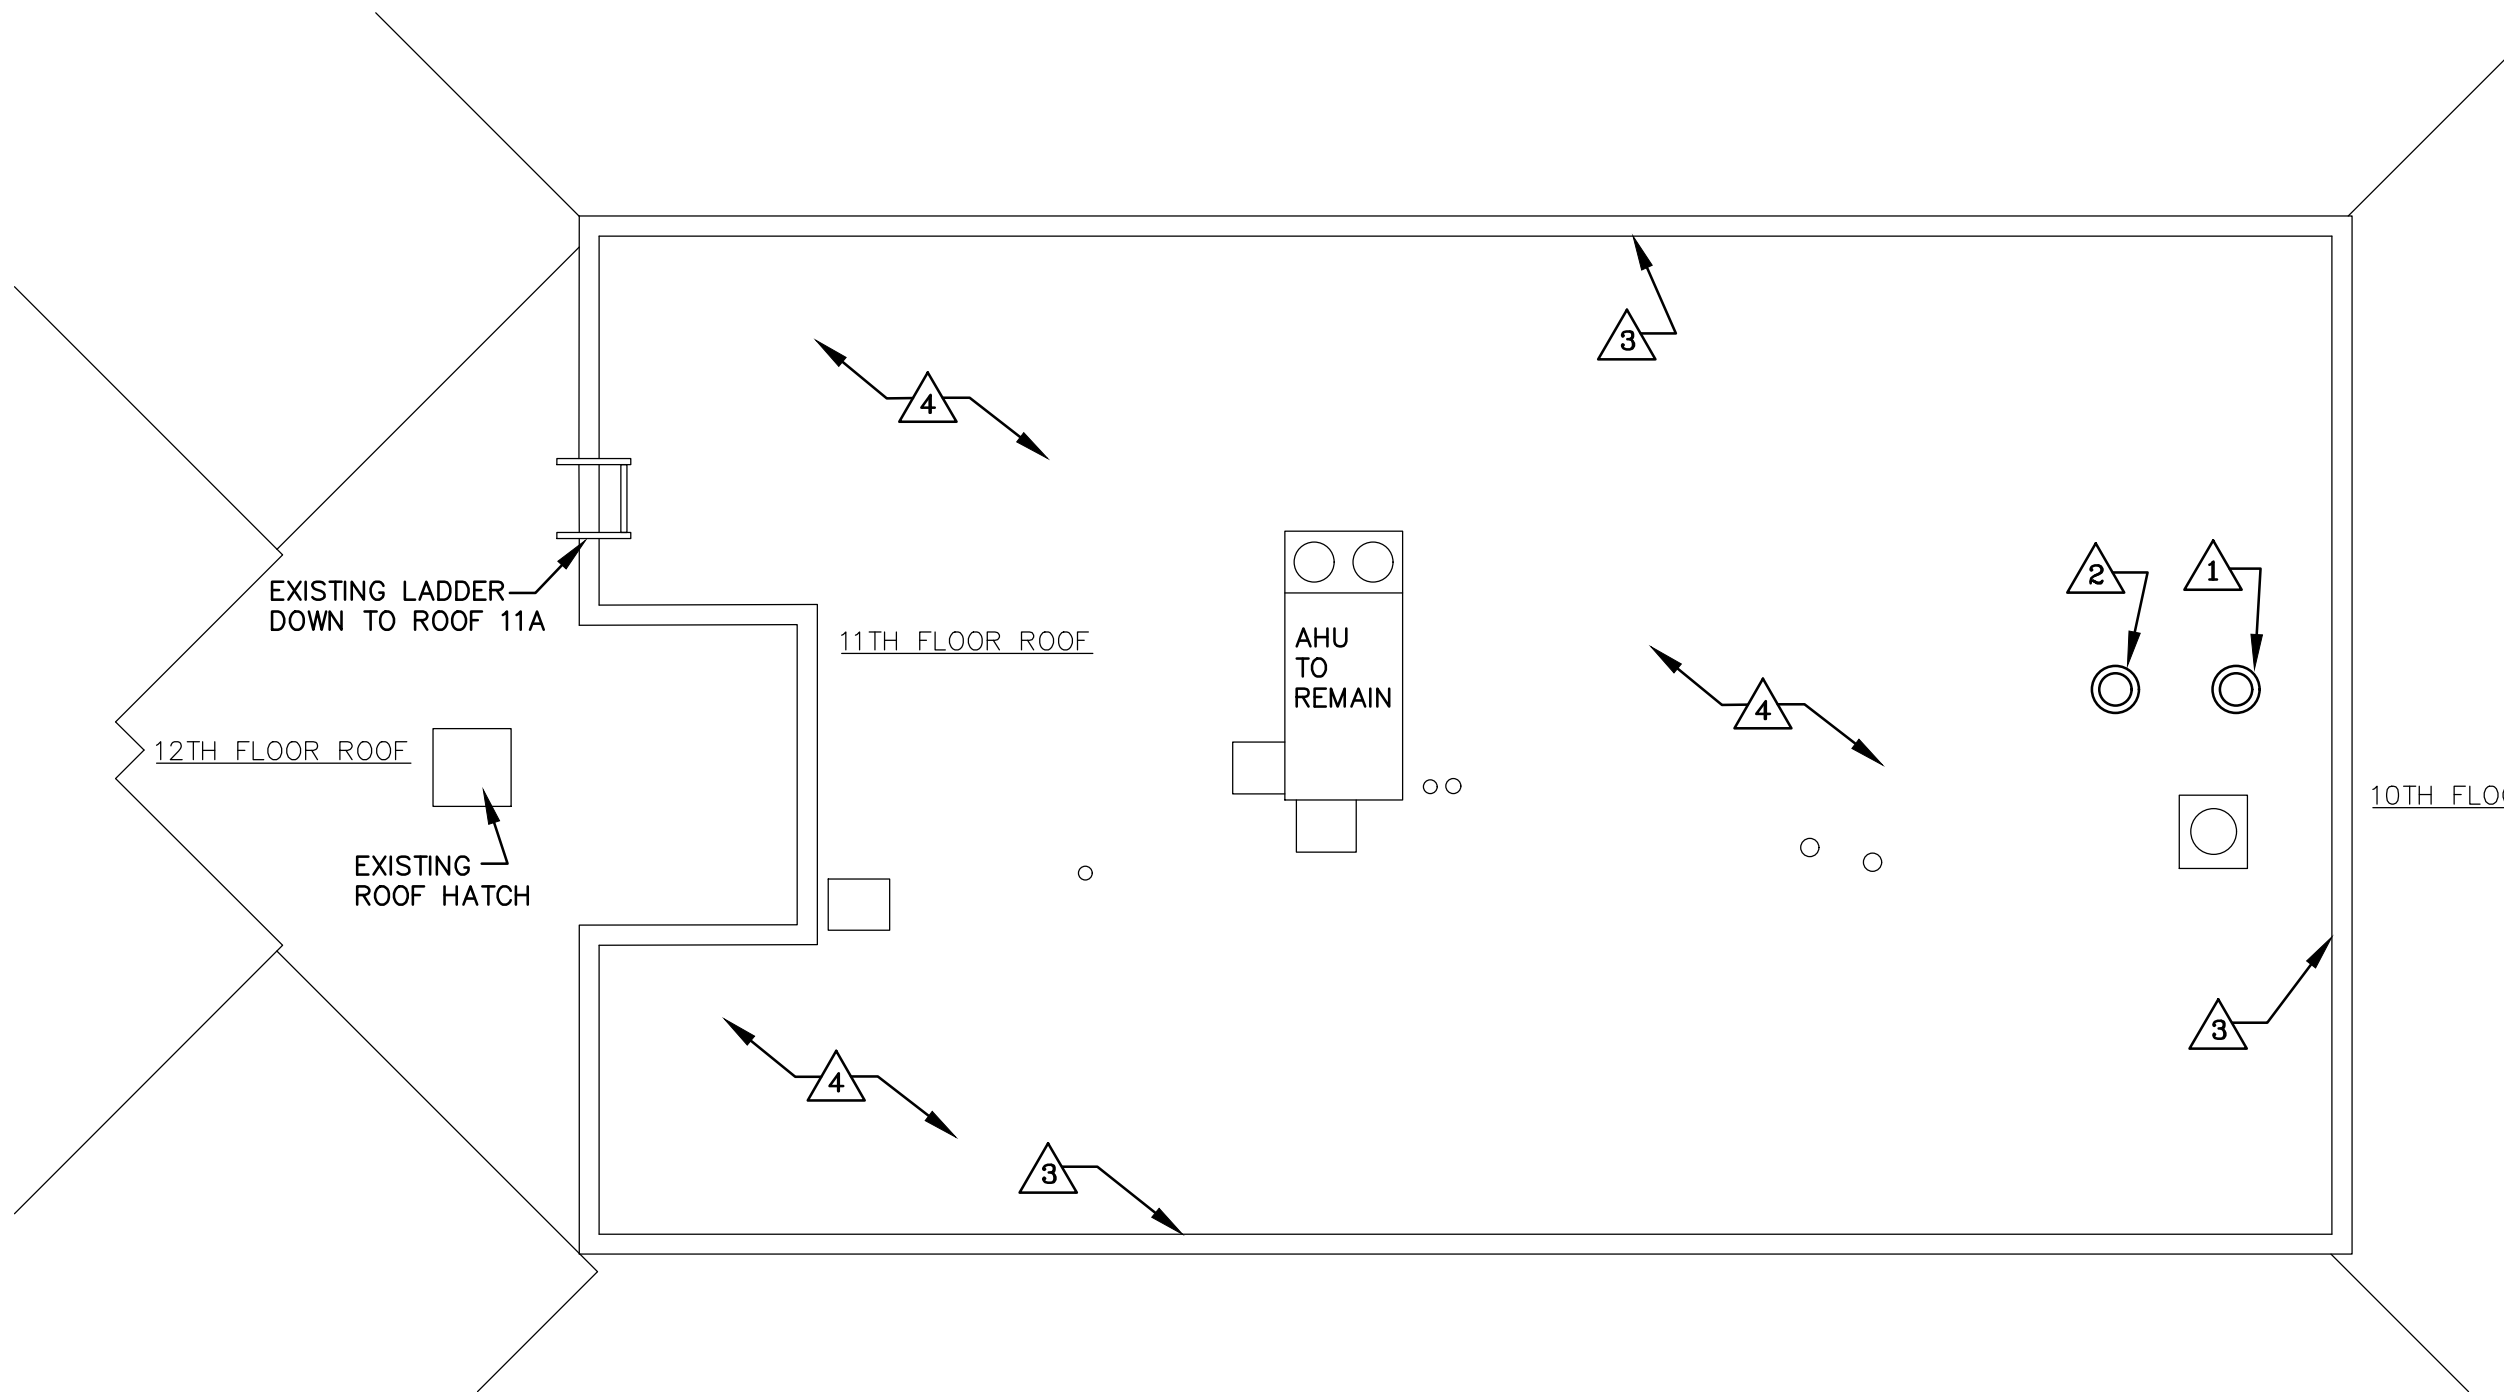 3
4
EXISTING LADDER
DOWN TO ROOF 11A
2
1
11TH FLOOR ROOF
AHU
TO
REMAIN
4
12TH FLOOR ROOF
10TH
EXISTING
ROOF HATCH
3
4
3